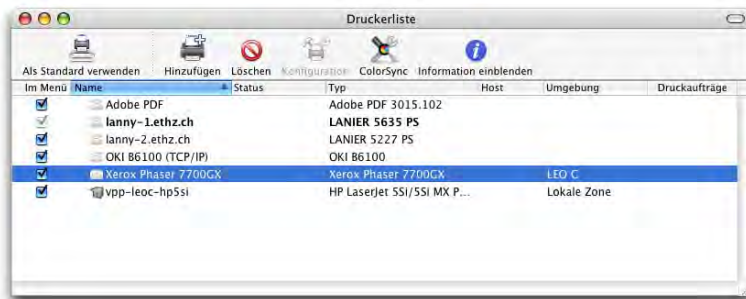 Druckerliste
Als Standard verwenden Hinzufügen Löschen Konfiguration ColorSync Information einblenden
Im Menü Name Status Typ Host Umgebung Druckaufträge
Adobe PDF Adobe PDF 3015.102
lanny-1.ethz.ch LANIER 5635 PS
lanny-2.ethz.ch LANIER 5227 PS
OKI B6100 (TCP/IP) OKI B6100
Xerox Phaser 7700GX Xerox Phaser 7700GX LEO C
vpp-leoc-hp5si HP LaserJet 5Si/5Si MX P... Lokale Zone